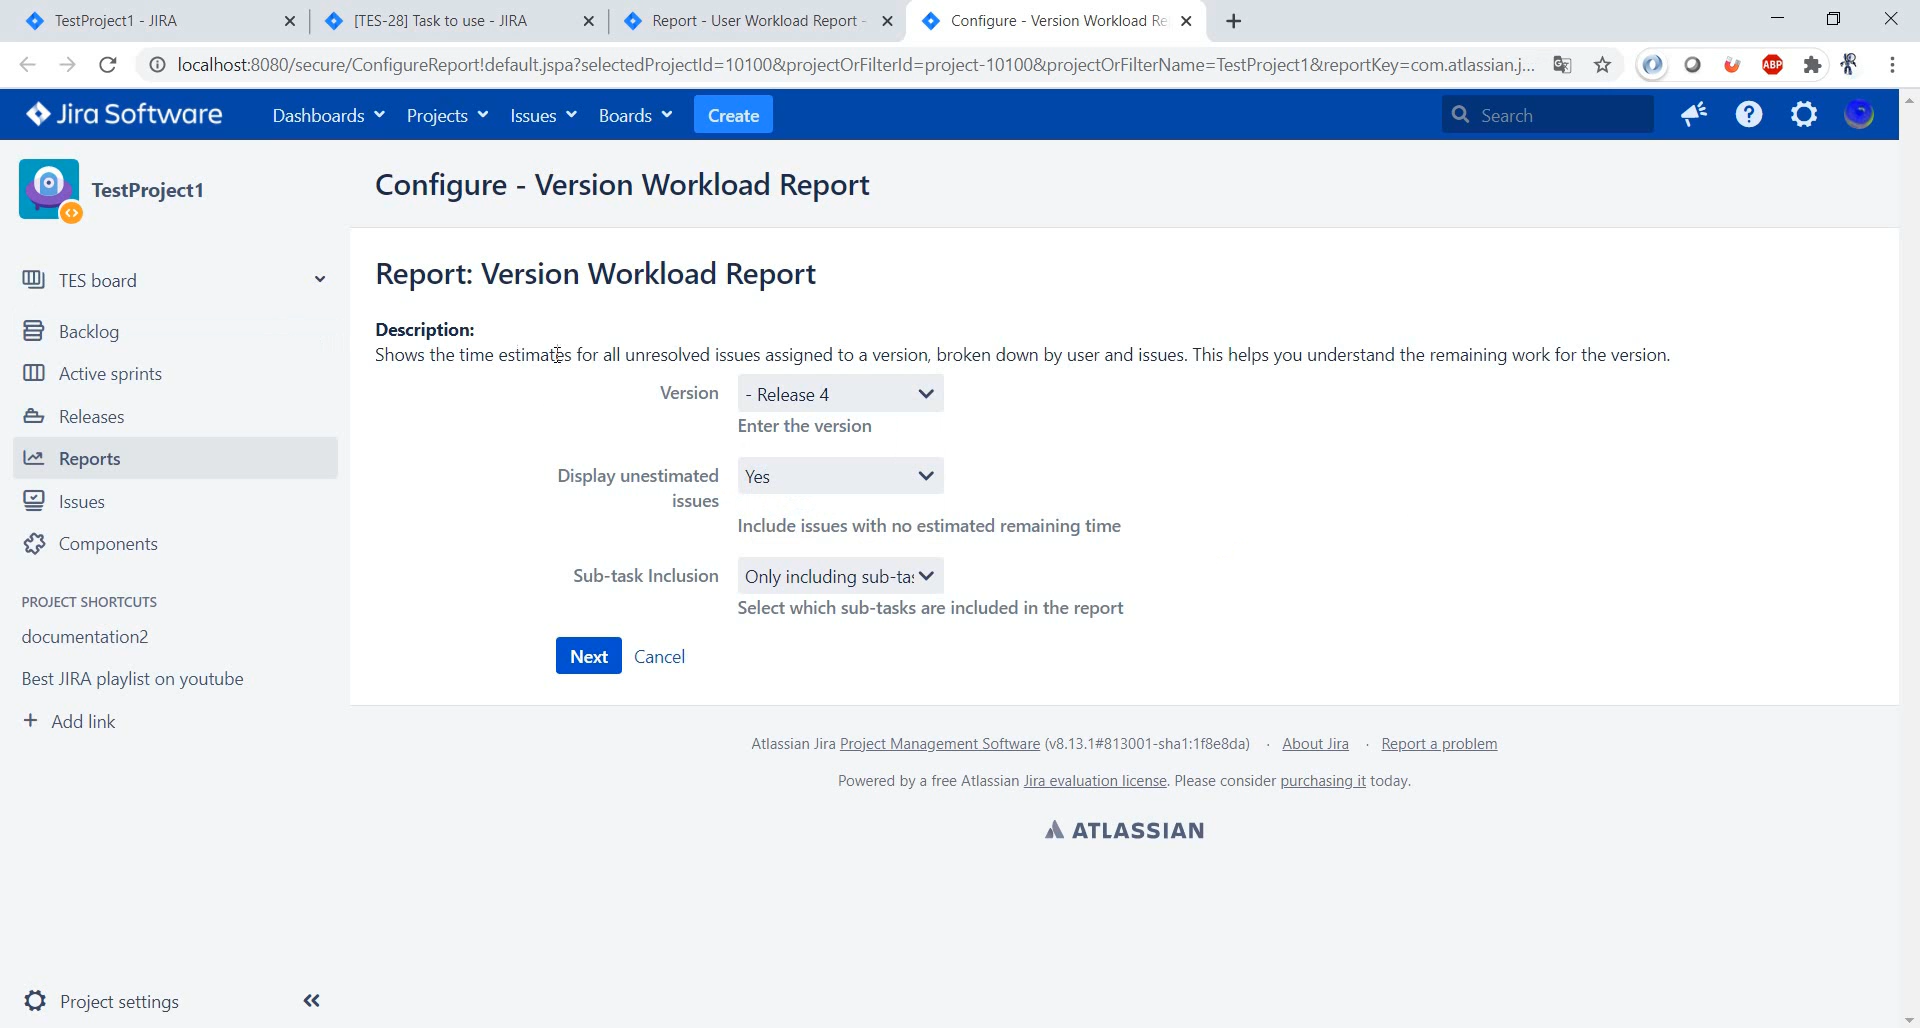 TestProject1 - JIRA
[TES-28] Task to use - JIRA
Report - User Workload Report -
Configure - Version Workload Re
localhost:8080/secure/ConfigureReport!default.jspa?selectedProjectId=10100&projectOrFilterId=project-10100&projectOrFilterName=TestProject1&reportKey=com.atlassian.j...
ABP
Jira Software
Dashboards
Projects
Issues
Boards
Create
Search
TestProject1
Configure - Version Workload Report
TES board
Backlog
Active sprints
Releases
Reports
Issues
Components
PROJECT SHORTCUTS
documentation2
Best JIRA playlist on youtube
+ Add link
Project settings
Report: Version Workload Report
Description:
Shows the time estimates for all unresolved issues assigned to a version, broken down by user and issues. This helps you understand the remaining work for the version.
Version - Release 4
Enter the version
Display unestimated issues Yes
Include issues with no estimated remaining time
Sub-task Inclusion Only including sub-tas
Select which sub-tasks are included in the report
Next Cancel
Atlassian Jira Project Management Software (v8.13.1#813001-sha1:1f8e8da) · About Jira · Report a problem
Powered by a free Atlassian Jira evaluation license. Please consider purchasing it today.
ATLASSIAN